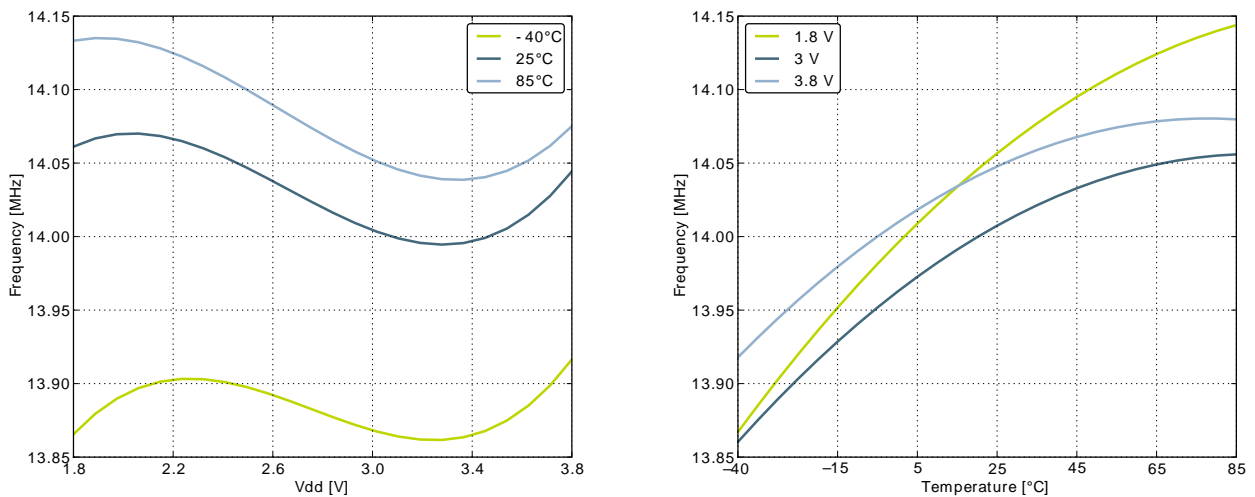 14.15
14.10
14.05
14.00
13.95
13.90
13.85
Frequency [MHz]
1.8 2.2 2.6 3.0 3.4 3.8
Vdd [V]
- 40°C
25°C
85°C
14.15
14.10
14.05
14.00
13.95
13.90
13.85
Frequency [MHz]
–40 –15 5 25 45 65 85
Temperature [°C]
1.8 V
3 V
3.8 V